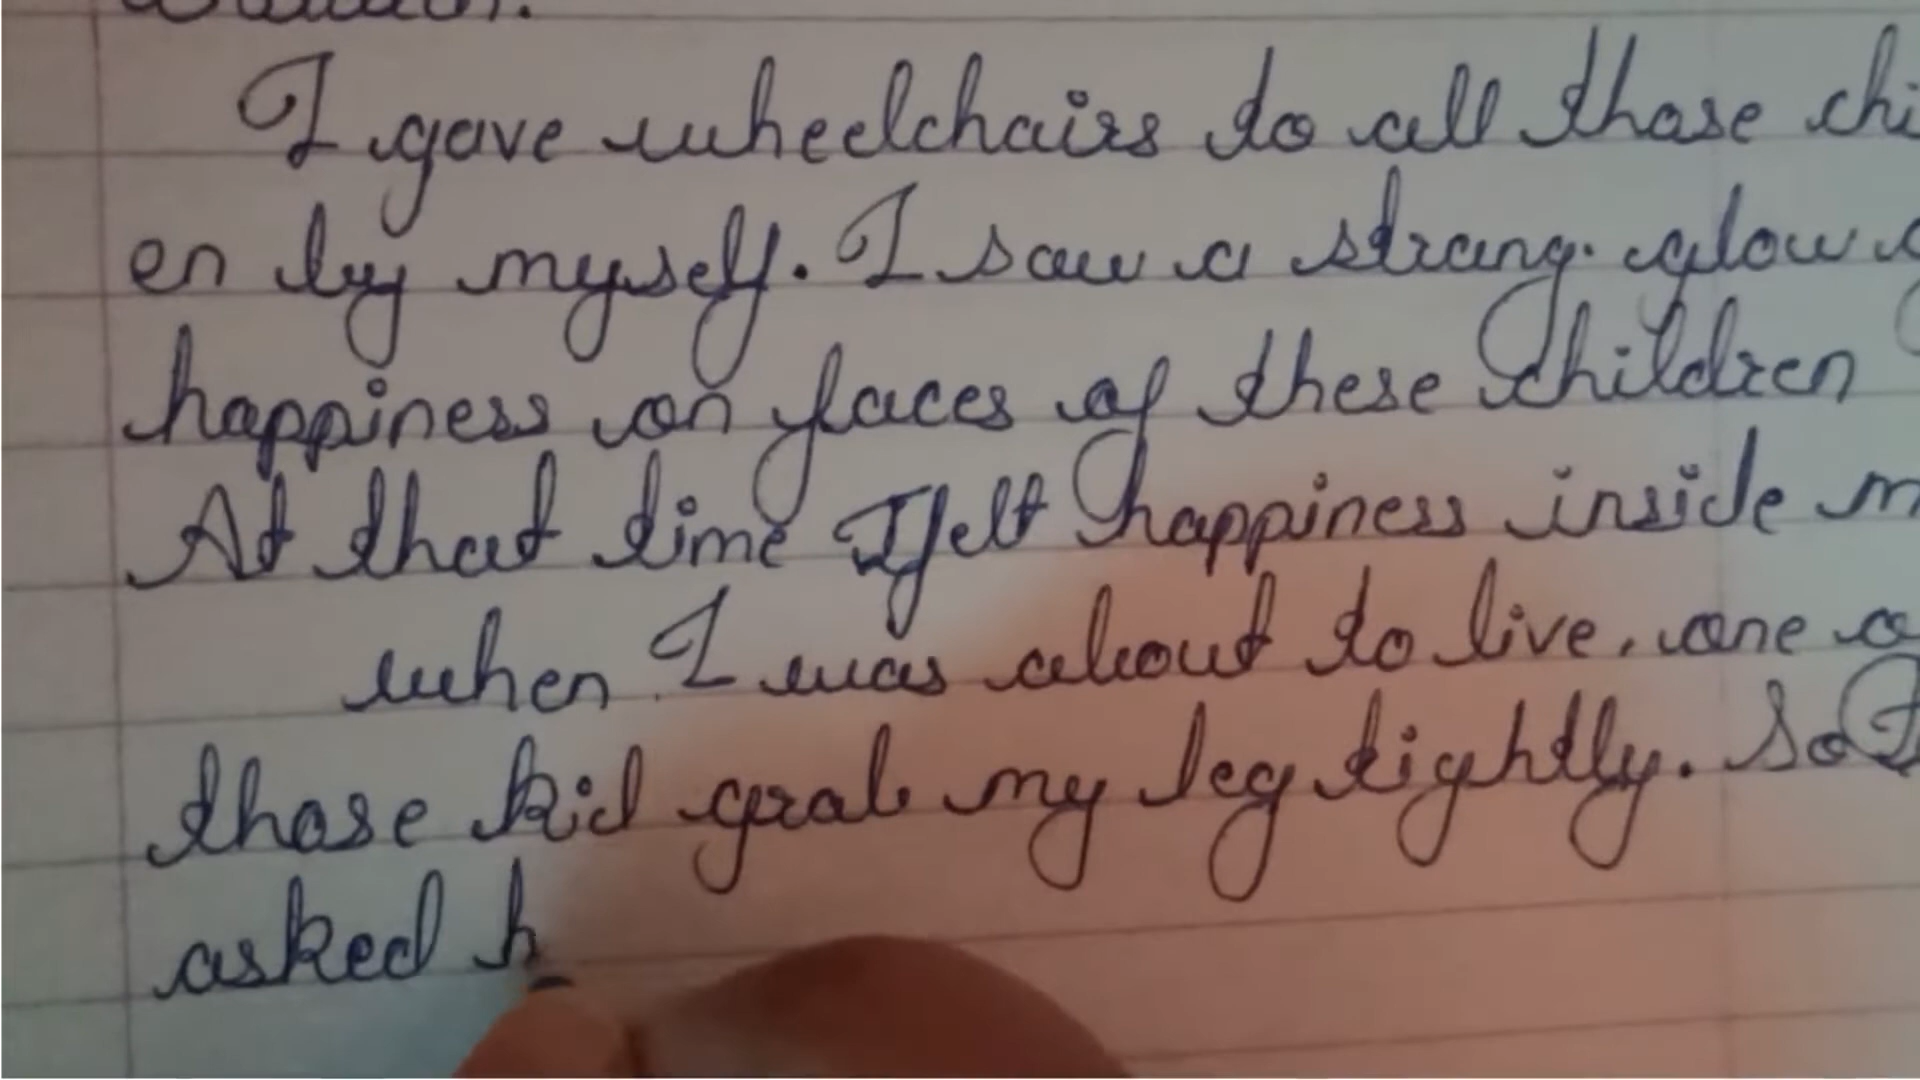 I gave wheelchairs to all those chi
en by myself. I saw a strang. glow
happiness on faces of these children
At that time I felt happiness inside m
when I was about to live. one o
those kid grab my leg tightly. So I
asked h